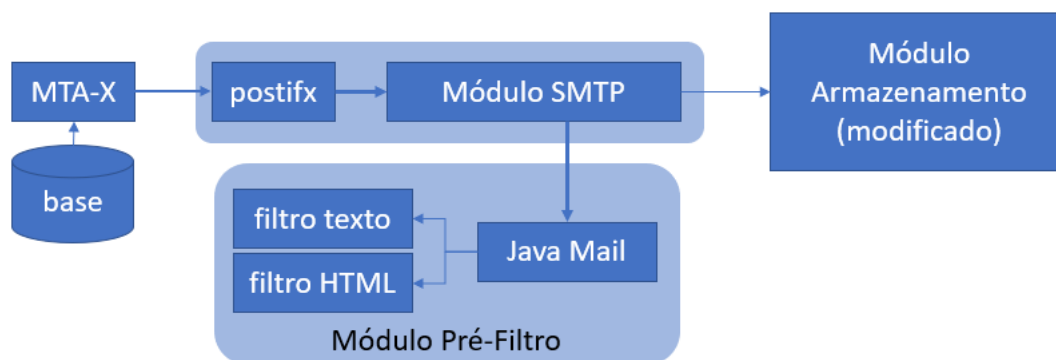 MTA-X
base
postifx
Módulo SMTP
Módulo
Armazenamento
(modificado)
filtro texto
filtro HTML
Java Mail
Módulo Pré-Filtro